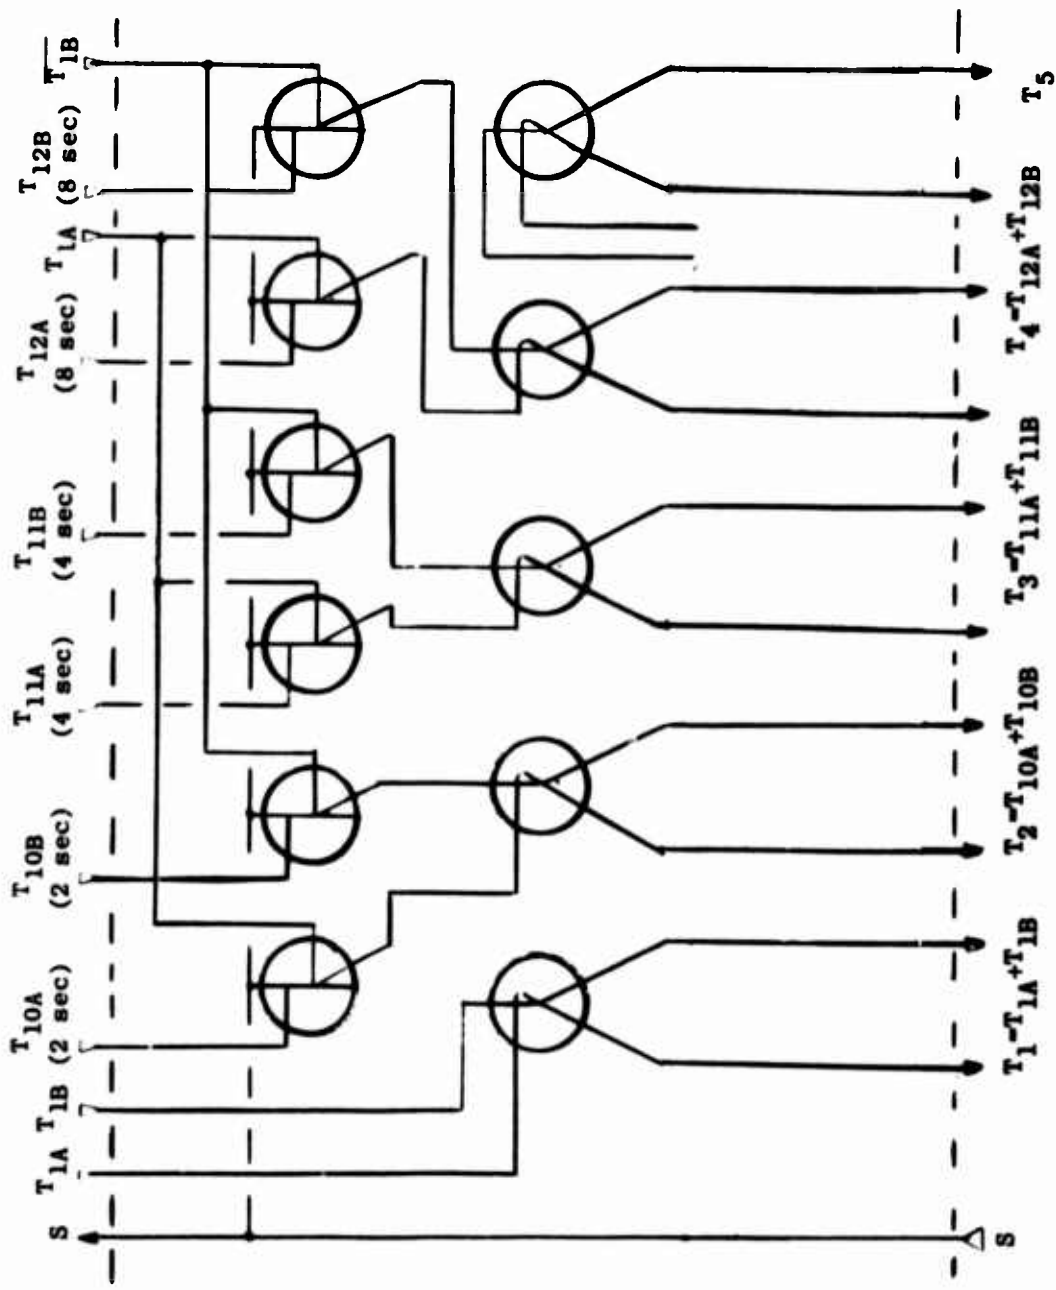 S T1A T1B T10A T10B T11A T11B T12A T1A T12B T̅1B
(2 sec) (2 sec) (4 sec) (4 sec) (8 sec) (8 sec)
S T1=T1A+T1B T2=T10A+T10B T3=T11A+T11B T4=T12A+T12B T5